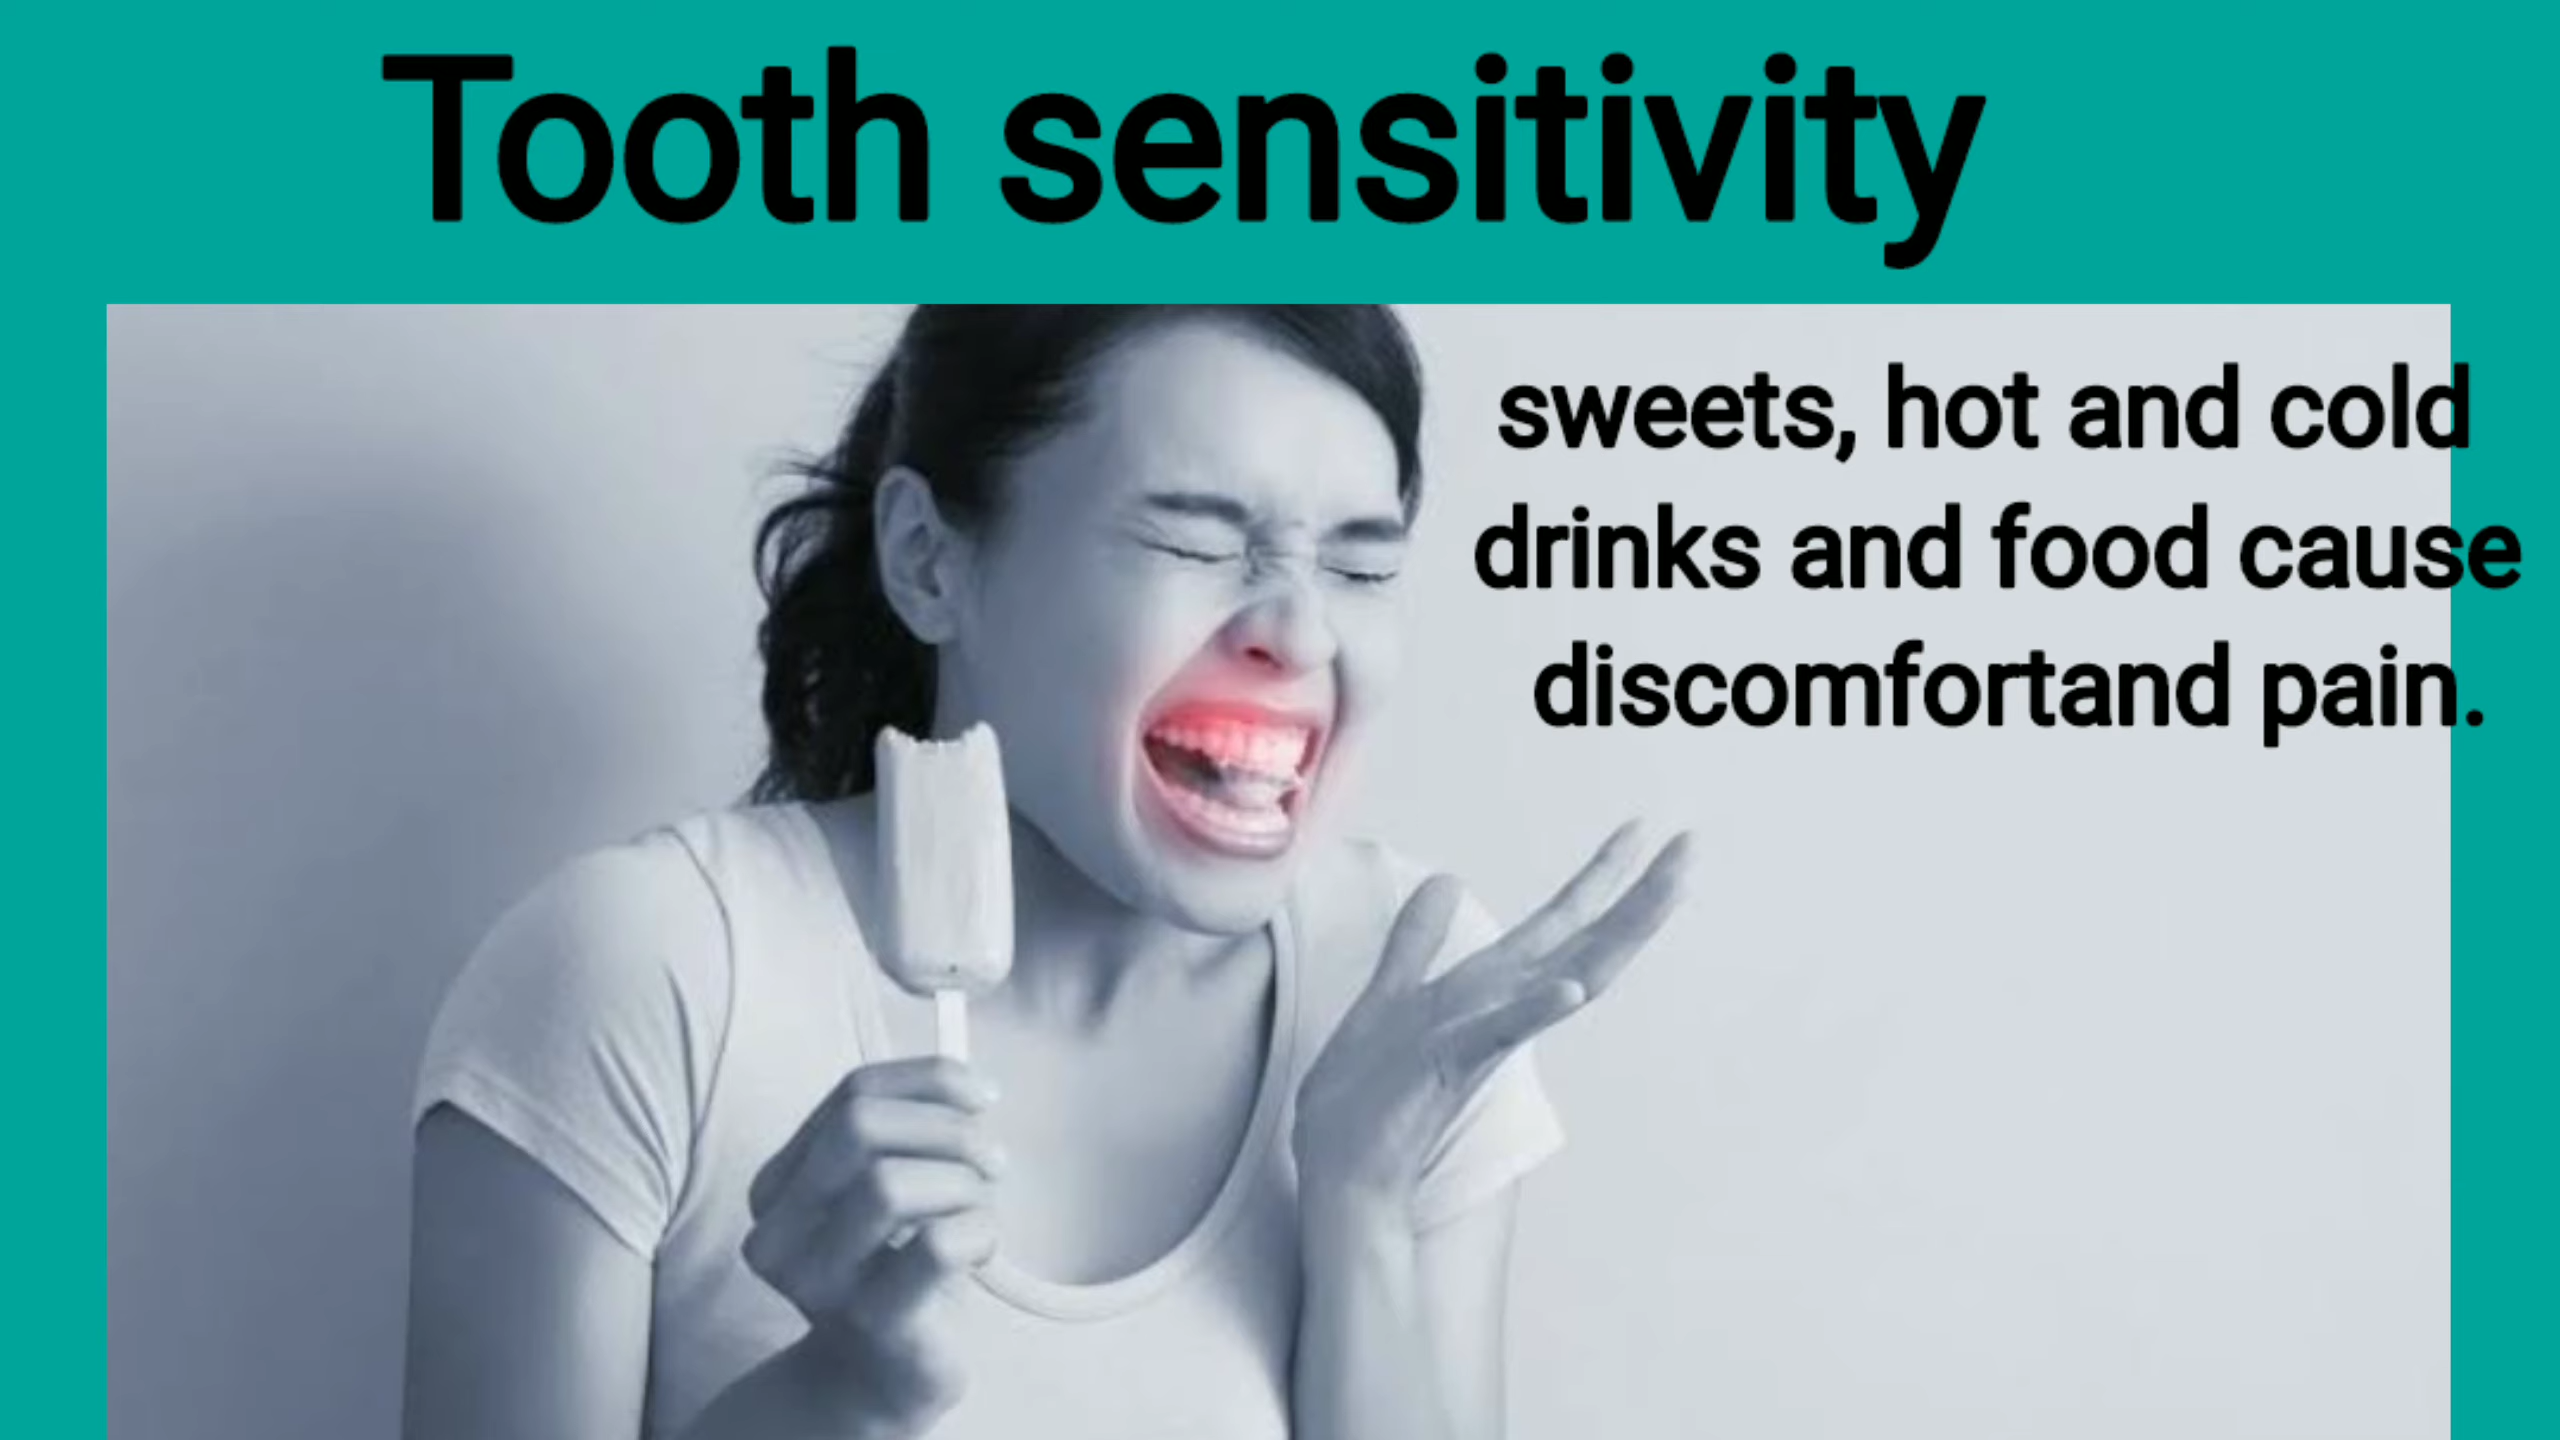 Tooth sensitivity
sweets, hot and cold
drinks and food cause
discomfortand pain.